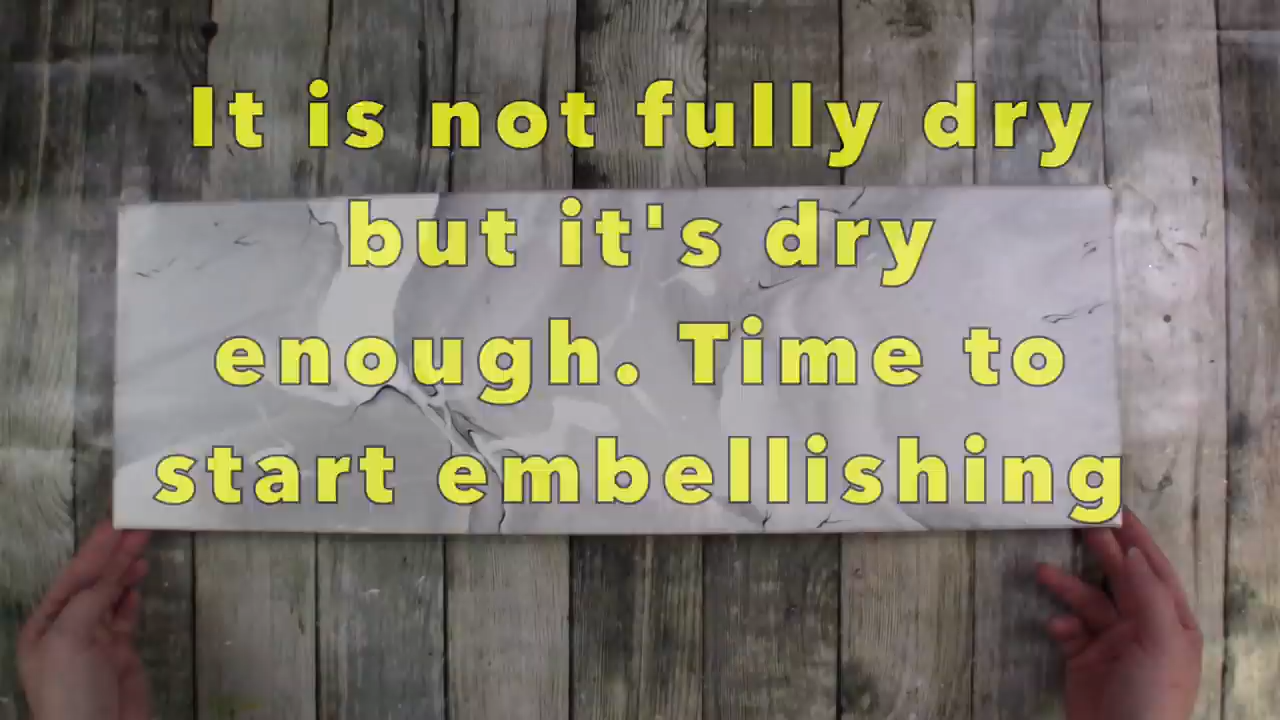 It is not fully dry
but it's dry
enough. Time to
start embellishing